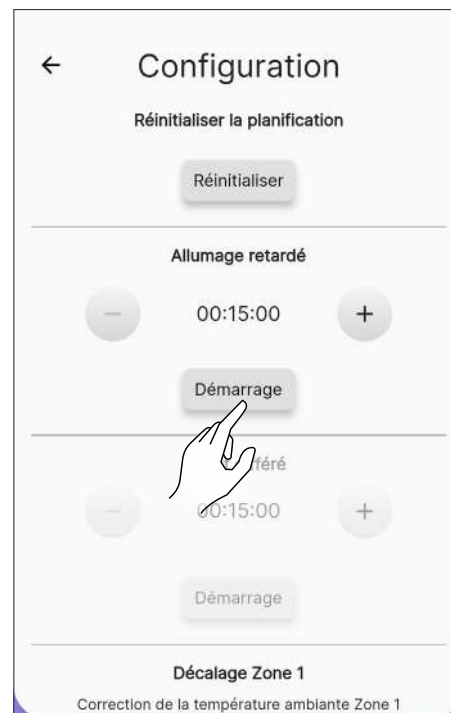 Configuration
Réinitialiser la planification
Réinitialiser
Allumage retardé
− 00:15:00 +
Démarrage
féré
− 00:15:00 +
Démarrage
Décalage Zone 1
Correction de la température ambiante Zone 1